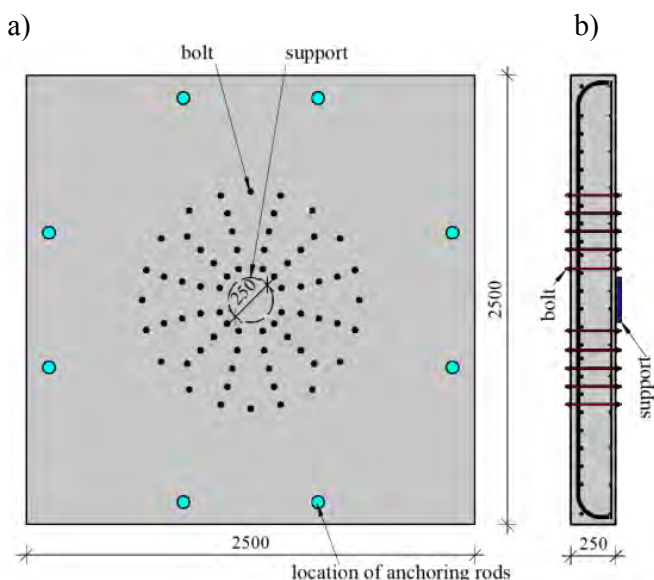 a)
b)
bolt
support
250
2500
bolt
support
2500
250
location of anchoring rods